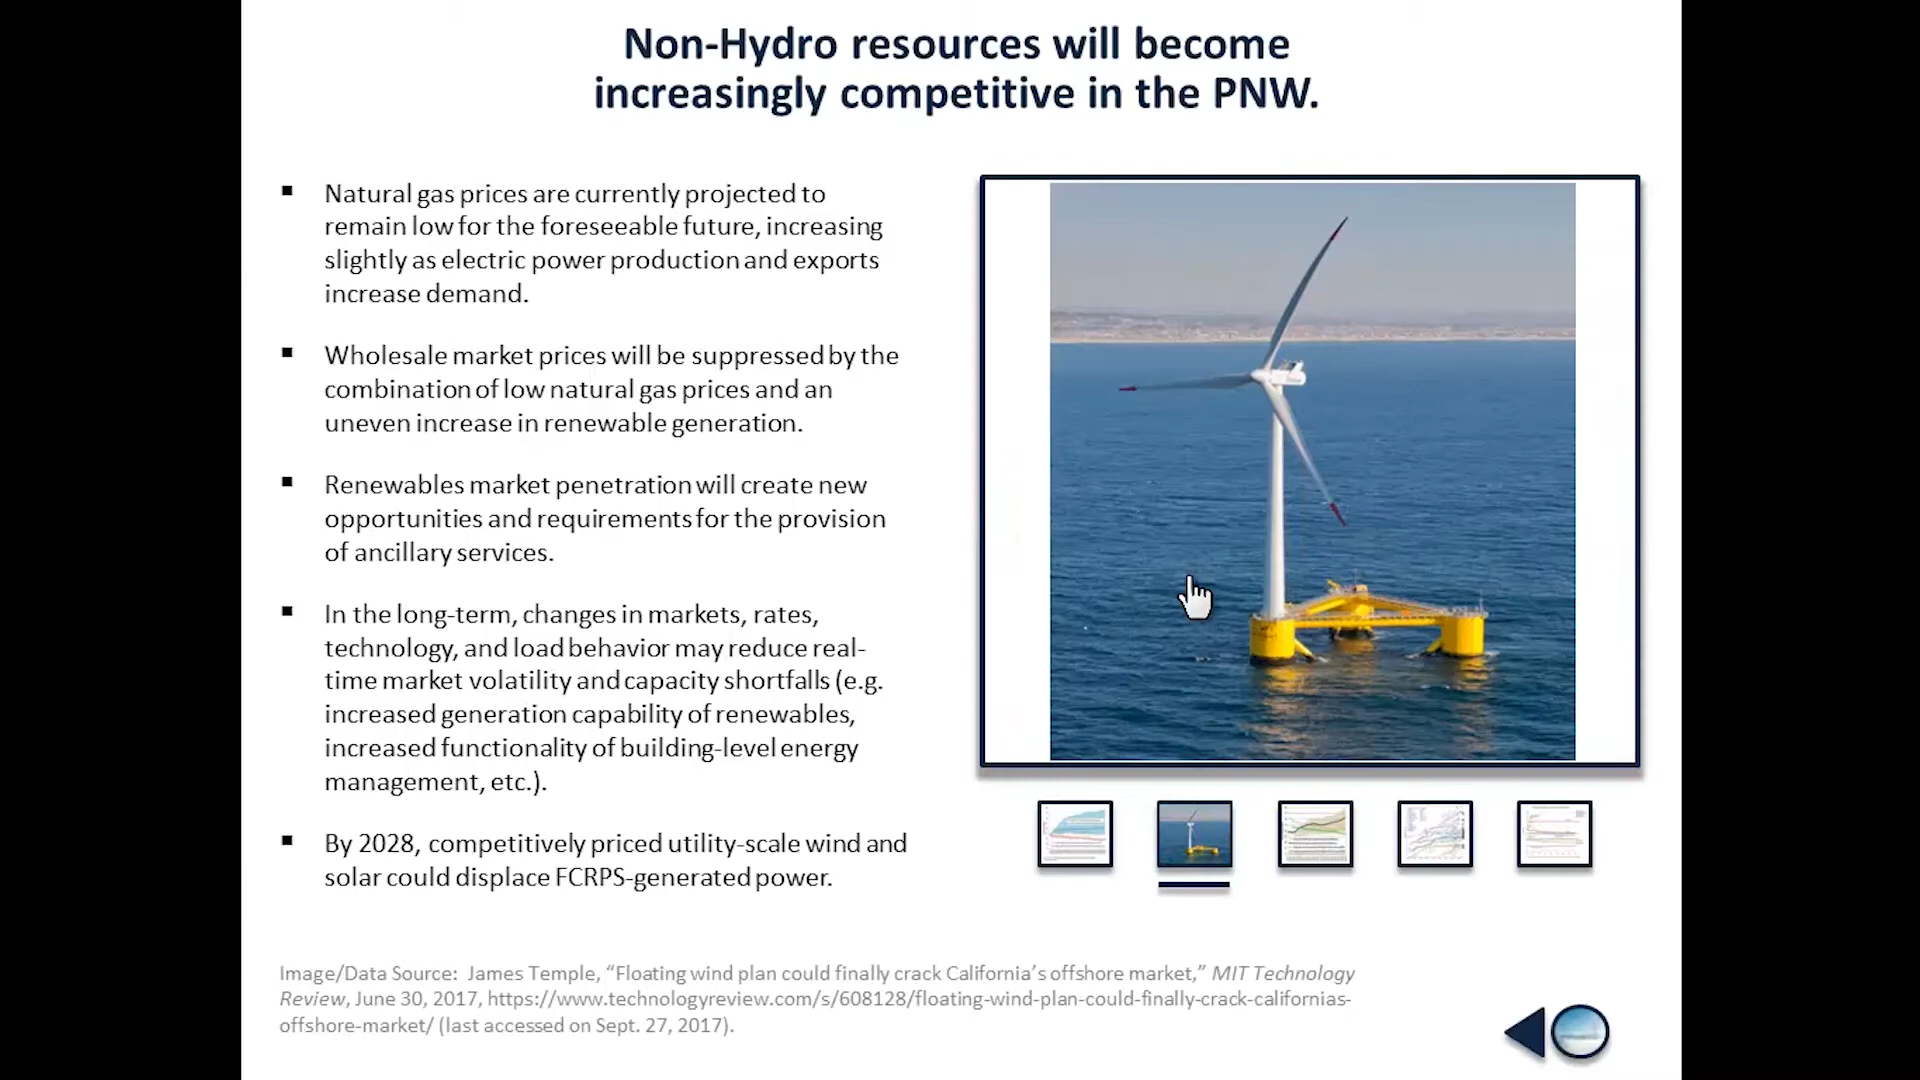 Non-Hydro resources will become
increasingly competitive in the PNW.
▪ Natural gas prices are currently projected to
remain low for the foreseeable future, increasing
slightly as electric power production and exports
increase demand.
▪ Wholesale market prices will be suppressed by the
combination of low natural gas prices and an
uneven increase in renewable generation.
▪ Renewables market penetration will create new
opportunities and requirements for the provision
of ancillary services.
▪ In the long-term, changes in markets, rates,
technology, and load behavior may reduce real-
time market volatility and capacity shortfalls (e.g.
increased generation capability of renewables,
increased functionality of building-level energy
management, etc.).
▪ By 2028, competitively priced utility-scale wind and
solar could displace FCRPS-generated power.
Image/Data Source: James Temple, “Floating wind plan could finally crack California’s offshore market,” MIT Technology
Review, June 30, 2017, https://www.technologyreview.com/s/608128/floating-wind-plan-could-finally-crack-californias-
offshore-market/ (last accessed on Sept. 27, 2017).